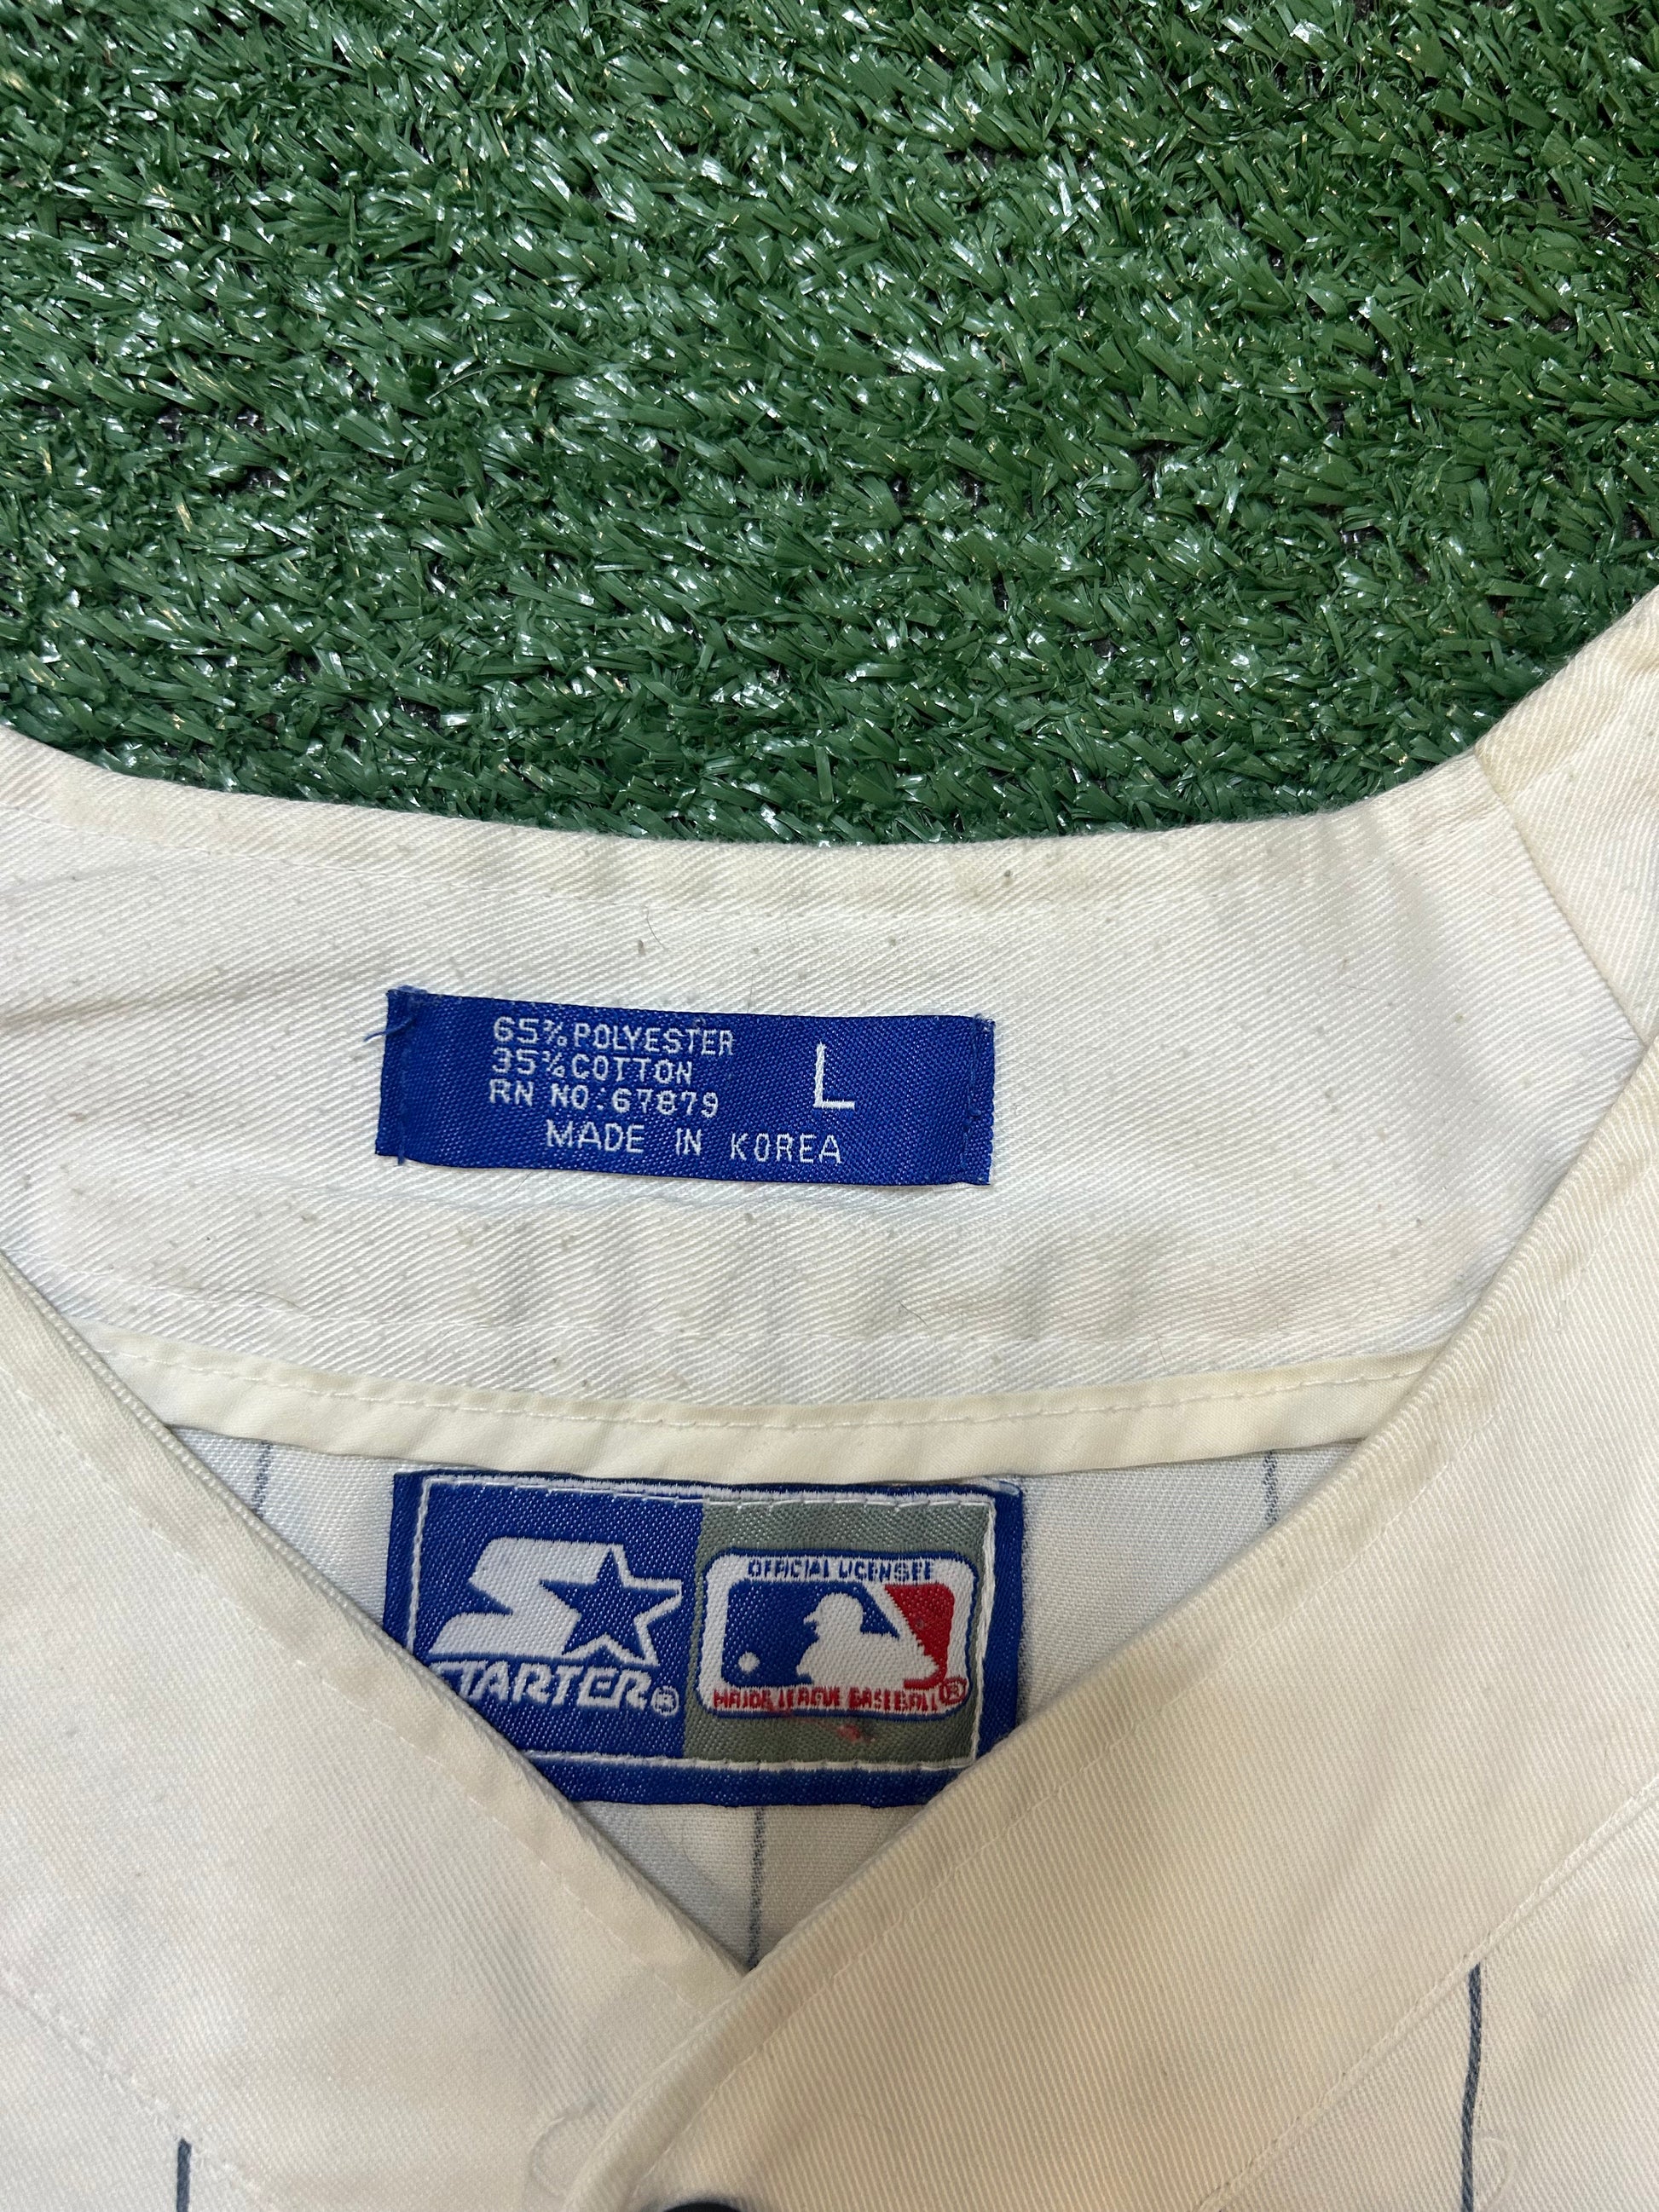 65% POLYESTER
35% COTTON
RN NO.:67879
L
MADE IN KOREA
STARTER®
OFFICIAL LICENSEE
MAJOR LEAGUE BASEBALL®